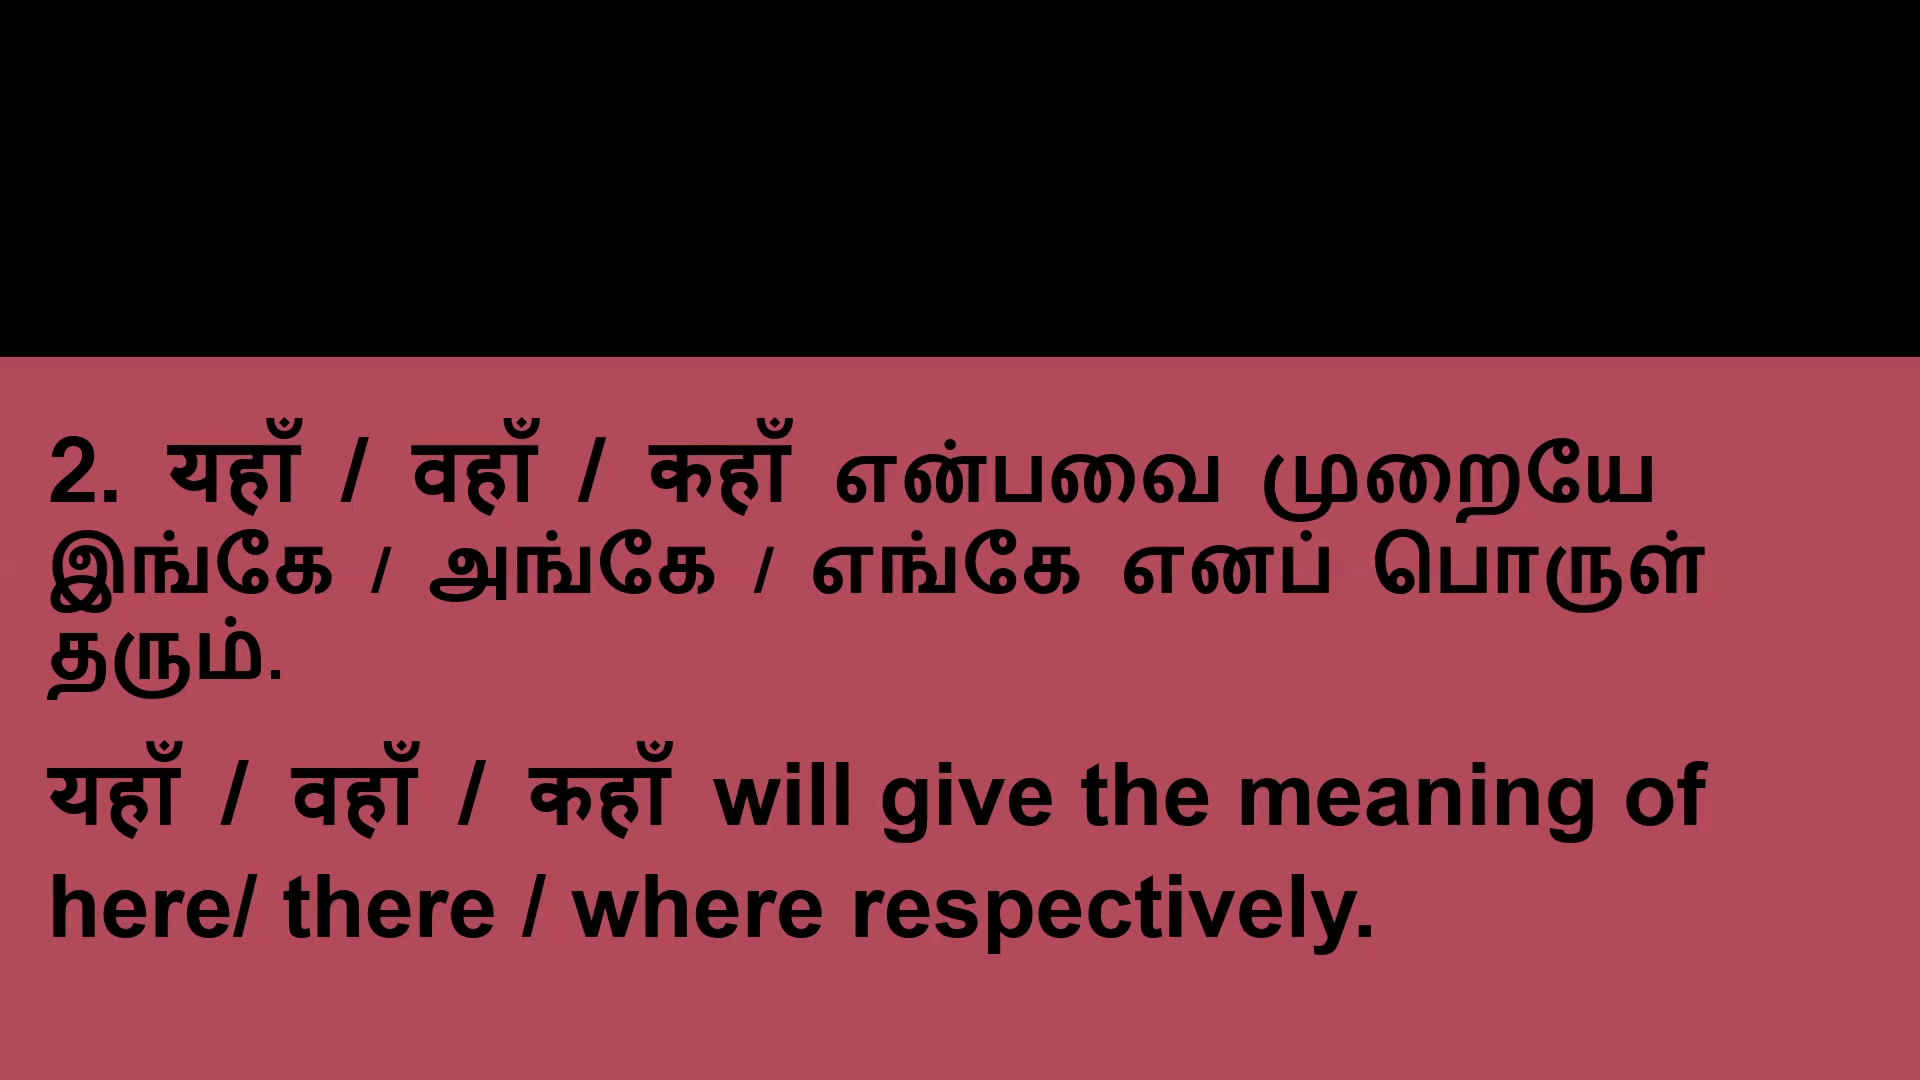 2. यहाँ / वहाँ / कहाँ என்பவை முறையே
இங்கே / அங்கே / எங்கே எனப் பொருள்
தரும்.
यहाँ / वहाँ / कहाँ will give the meaning of
here/ there / where respectively.